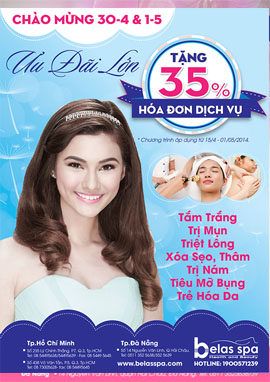 CHÀO MỪNG 30-4 & 1-5
Ưu Đãi Lớn
TẶNG
35%
HÓA ĐƠN DỊCH VỤ
* Chương trình áp dụng từ 15/4 - 01/05/2014.
Tắm Trắng
Trị Mụn
Triệt Lông
Xóa Sẹo, Thâm
Trị Nám
Tiêu Mỡ Bụng
Trẻ Hóa Da
Tp.Hồ Chí Minh
Tp.Đà Nẵng
www.belasspa.com
belas spa
HOTLINE: 1900571239